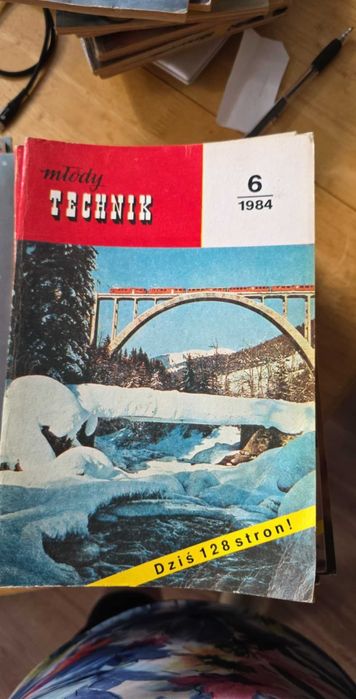 młody
TECHNIK
6
1984
Dziś 128 stron!